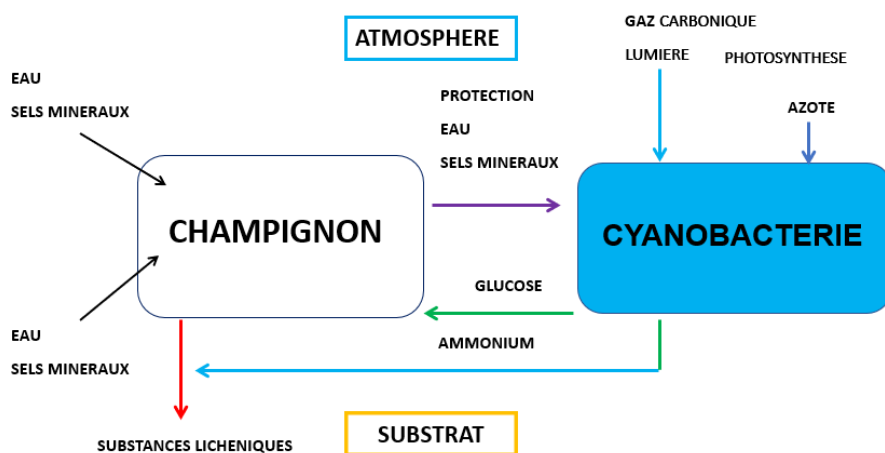 ATMOSPHERE
GAZ CARBONIQUE
LUMIERE
PHOTOSYNTHESE
AZOTE
EAU
SELS MINERAUX
PROTECTION
EAU
SELS MINERAUX
CHAMPIGNON
CYANOBACTERIE
GLUCOSE
AMMONIUM
EAU
SELS MINERAUX
SUBSTANCES LICHENIQUES
SUBSTRAT